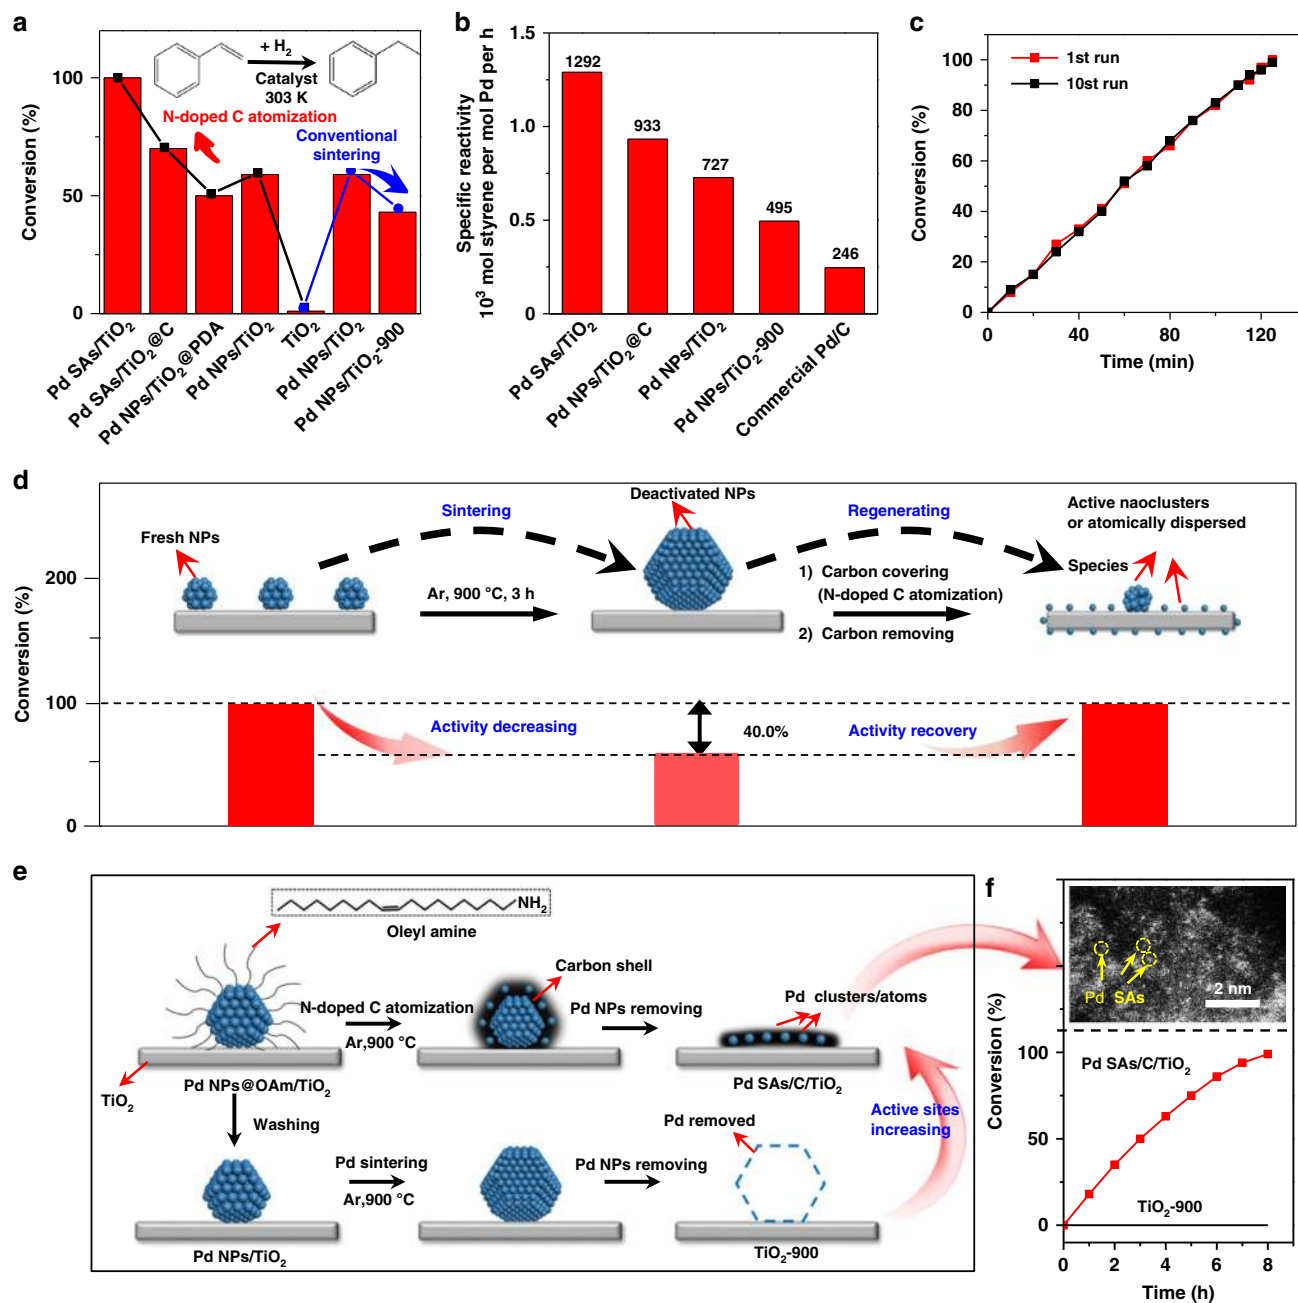 a
+ H2
Catalyst
303 K
N-doped C atomization
Conventional
sintering
Conversion (%)
100
50
0
Pd SAs/TiO2
Pd SAs/TiO2@C
Pd NPs/TiO2@PDA
Pd NPs/TiO2
TiO2
Pd NPs/TiO2
Pd NPs/TiO2-900
b
Specific reactivity
10^3 mol styrene per mol Pd per h
1.5
1.0
0.5
0
1292
933
727
495
246
Pd SAs/TiO2
Pd NPs/TiO2@C
Pd NPs/TiO2
Pd NPs/TiO2-900
Commercial Pd/C
c
Conversion (%)
100
80
60
40
20
0
1st run
10st run
0 40 80 120
Time (min)
d
Conversion (%)
200
100
0
Fresh NPs
Sintering
Ar, 900 °C, 3 h
Deactivated NPs
Regenerating
1) Carbon covering
(N-doped C atomization)
2) Carbon removing
Active naoclusters
or atomically dispersed
Species
Activity decreasing
40.0%
Activity recovery
e
NH2
Oleyl amine
Carbon shell
N-doped C atomization
Ar,900 °C
Pd NPs removing
Pd clusters/atoms
TiO2
Pd NPs@OAm/TiO2
Pd SAs/C/TiO2
Washing
Active sites
increasing
Pd sintering
Ar,900 °C
Pd NPs removing
Pd removed
Pd NPs/TiO2
TiO2-900
f
Pd SAs
2 nm
Conversion (%)
100
50
0
Pd SAs/C/TiO2
TiO2-900
0 2 4 6 8
Time (h)